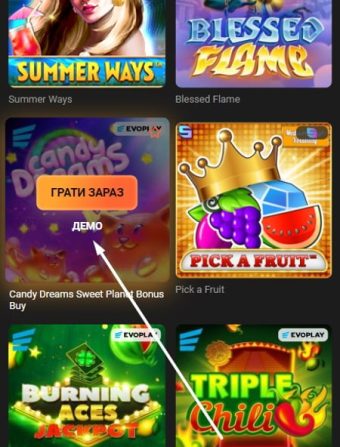 SUMMER WAYS
BLESSED
FLAME
Summer Ways
Blessed Flame
EVOPLAY
Candy
Dreams
ГРАТИ ЗАРАЗ
ДЕМО
PICK A FRUIT
Candy Dreams Sweet Planet Bonus
Buy
Pick a Fruit
EVOPLAY
EVOPLAY
BURNING
ACES
JACKPOT
TRIPLE
Chili